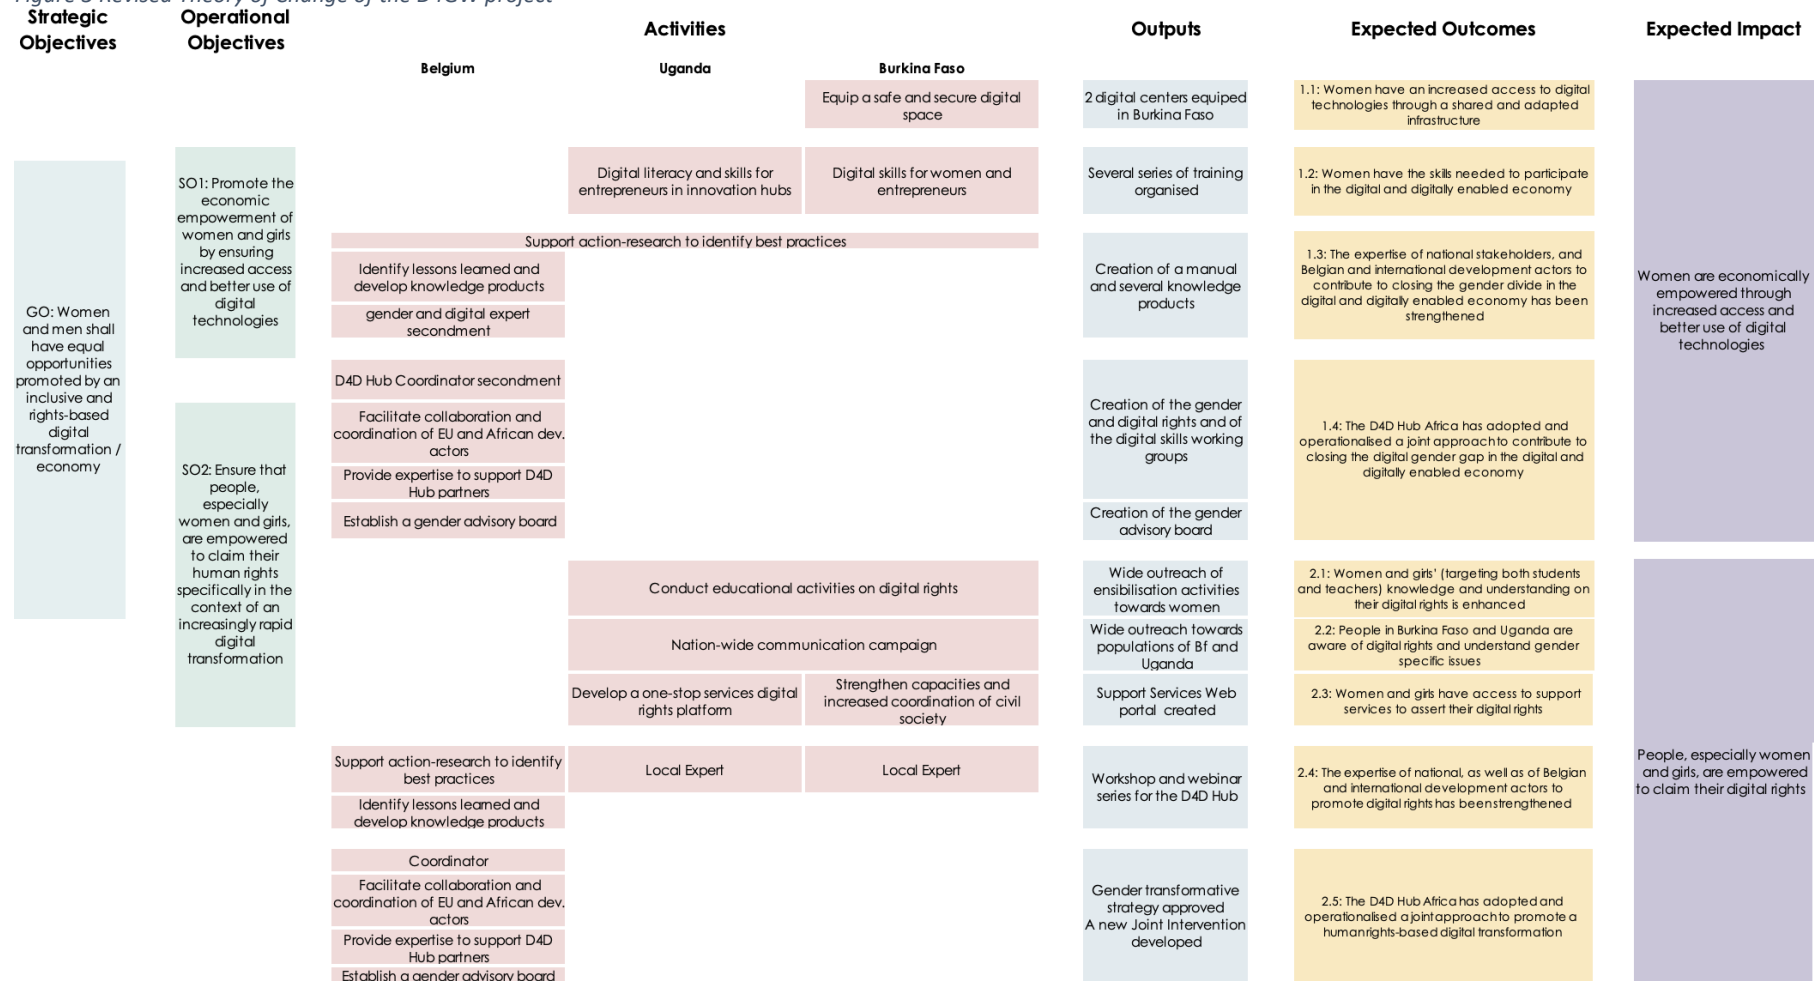 Figure 3 Revised Theory of Change of the D4GW project
Strategic
Objectives
Operational
Objectives
Activities
Outputs
Expected Outcomes
Expected Impact
Belgium
Uganda
Burkina Faso
GO: Women
and men shall
have equal
opportunities
promoted by an
inclusive and
rights-based
digital
transformation /
economy
SO1: Promote the
economic
empowerment of
women and girls
by ensuring
increased access
and better use of
digital
technologies
SO2: Ensure that
people,
especially
women and girls,
are empowered
to claim their
human rights
specifically in the
context of an
increasingly rapid
digital
transformation
Equip a safe and secure digital
space
2 digital centers equiped
in Burkina Faso
1.1: Women have an increased access to digital
technologies through a shared and adapted
infrastructure
Digital literacy and skills for
entrepreneurs in innovation hubs
Digital skills for women and
entrepreneurs
Several series of training
organised
1.2: Women have the skills needed to participate
in the digital and digitally enabled economy
Support action-research to identify best practices
Identify lessons learned and
develop knowledge products
gender and digital expert
secondment
Creation of a manual
and several knowledge
products
1.3: The expertise of national stakeholders, and
Belgian and international development actors to
contribute to closing the gender divide in the
digital and digitally enabled economy has been
strengthened
D4D Hub Coordinator secondment
Facilitate collaboration and
coordination of EU and African dev.
actors
Provide expertise to support D4D
Hub partners
Establish a gender advisory board
Creation of the gender
and digital rights and of
the digital skills working
groups
Creation of the gender
advisory board
1.4: The D4D Hub Africa has adopted and
operationalised a joint approach to contribute to
closing the digital gender gap in the digital and
digitally enabled economy
Women are economically
empowered through
increased access and
better use of digital
technologies
Conduct educational activities on digital rights
Wide outreach of
ensibilisation activities
towards women
2.1: Women and girls' (targeting both students
and teachers) knowledge and understanding on
their digital rights is enhanced
Nation-wide communication campaign
Wide outreach towards
populations of Bf and
Uganda
2.2: People in Burkina Faso and Uganda are
aware of digital rights and understand gender
specific issues
Develop a one-stop services digital
rights platform
Strengthen capacities and
increased coordination of civil
society
Support Services Web
portal created
2.3: Women and girls have access to support
services to assert their digital rights
Support action-research to identify
best practices
Local Expert
Local Expert
Identify lessons learned and
develop knowledge products
Workshop and webinar
series for the D4D Hub
2.4: The expertise of national, as well as of Belgian
and international development actors to
promote digital rights has been strengthened
Coordinator
Facilitate collaboration and
coordination of EU and African dev.
actors
Provide expertise to support D4D
Hub partners
Establish a gender advisory board
Gender transformative
strategy approved
A new Joint Intervention
developed
2.5: The D4D Hub Africa has adopted and
operationalised a joint approach to promote a
human rights-based digital transformation
People, especially women
and girls, are empowered
to claim their digital rights